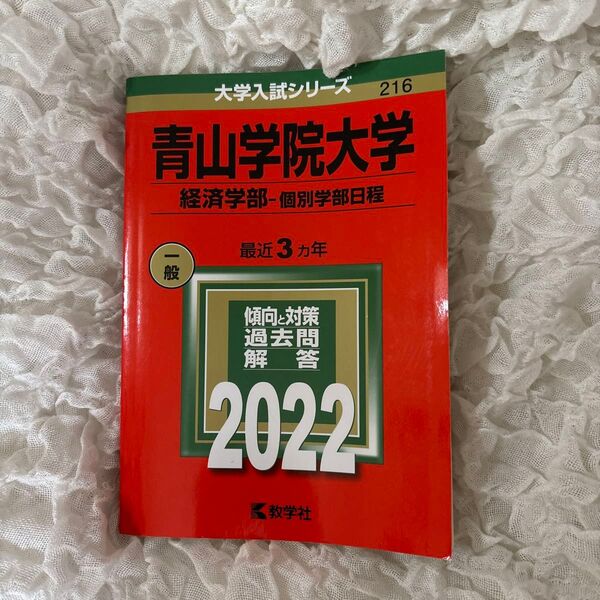 大学入試シリーズ
216
青山学院大学
経済学部-個別学部日程
一般
最近3カ年
傾向と対策
過去問
解答
2022
教学社